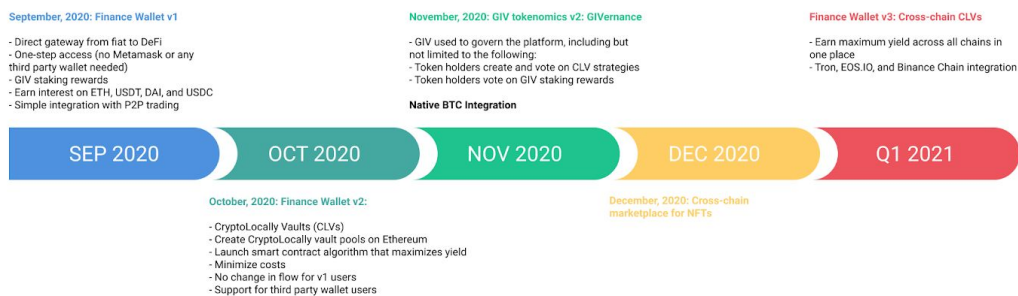 September, 2020: Finance Wallet v1
- Direct gateway from fiat to DeFi
- One-step access (no Metamask or any
third party wallet needed)
- GIV staking rewards
- Earn interest on ETH, USDT, DAI, and USDC
- Simple integration with P2P trading
November, 2020: GIV tokenomics v2: GIVernance
- GIV used to govern the platform, including but
not limited to the following:
- Token holders create and vote on CLV strategies
- Token holders vote on GIV staking rewards
Native BTC Integration
Finance Wallet v3: Cross-chain CLVs
- Earn maximum yield across all chains in
one place
- Tron, EOS.IO, and Binance Chain integration
SEP 2020
OCT 2020
NOV 2020
DEC 2020
Q1 2021
October, 2020: Finance Wallet v2:
- CryptoLocally Vaults (CLVs)
- Create CryptoLocally vault pools on Ethereum
- Launch smart contract algorithm that maximizes yield
- Minimize costs
- No change in flow for v1 users
- Support for third party wallet users
December, 2020: Cross-chain
marketplace for NFTs